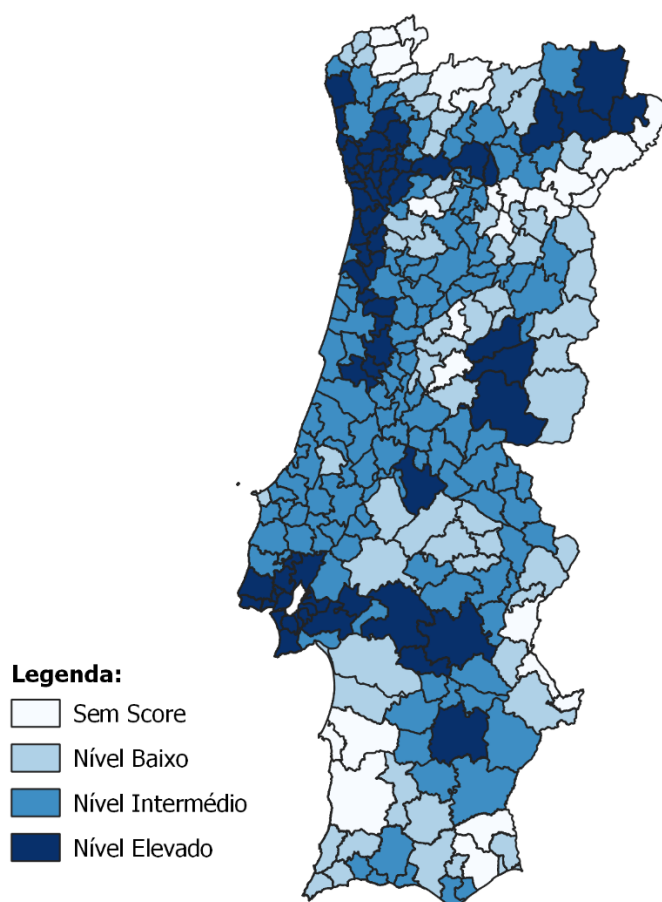 Legenda:
Sem Score
Nível Baixo
Nível Intermédio
Nível Elevado